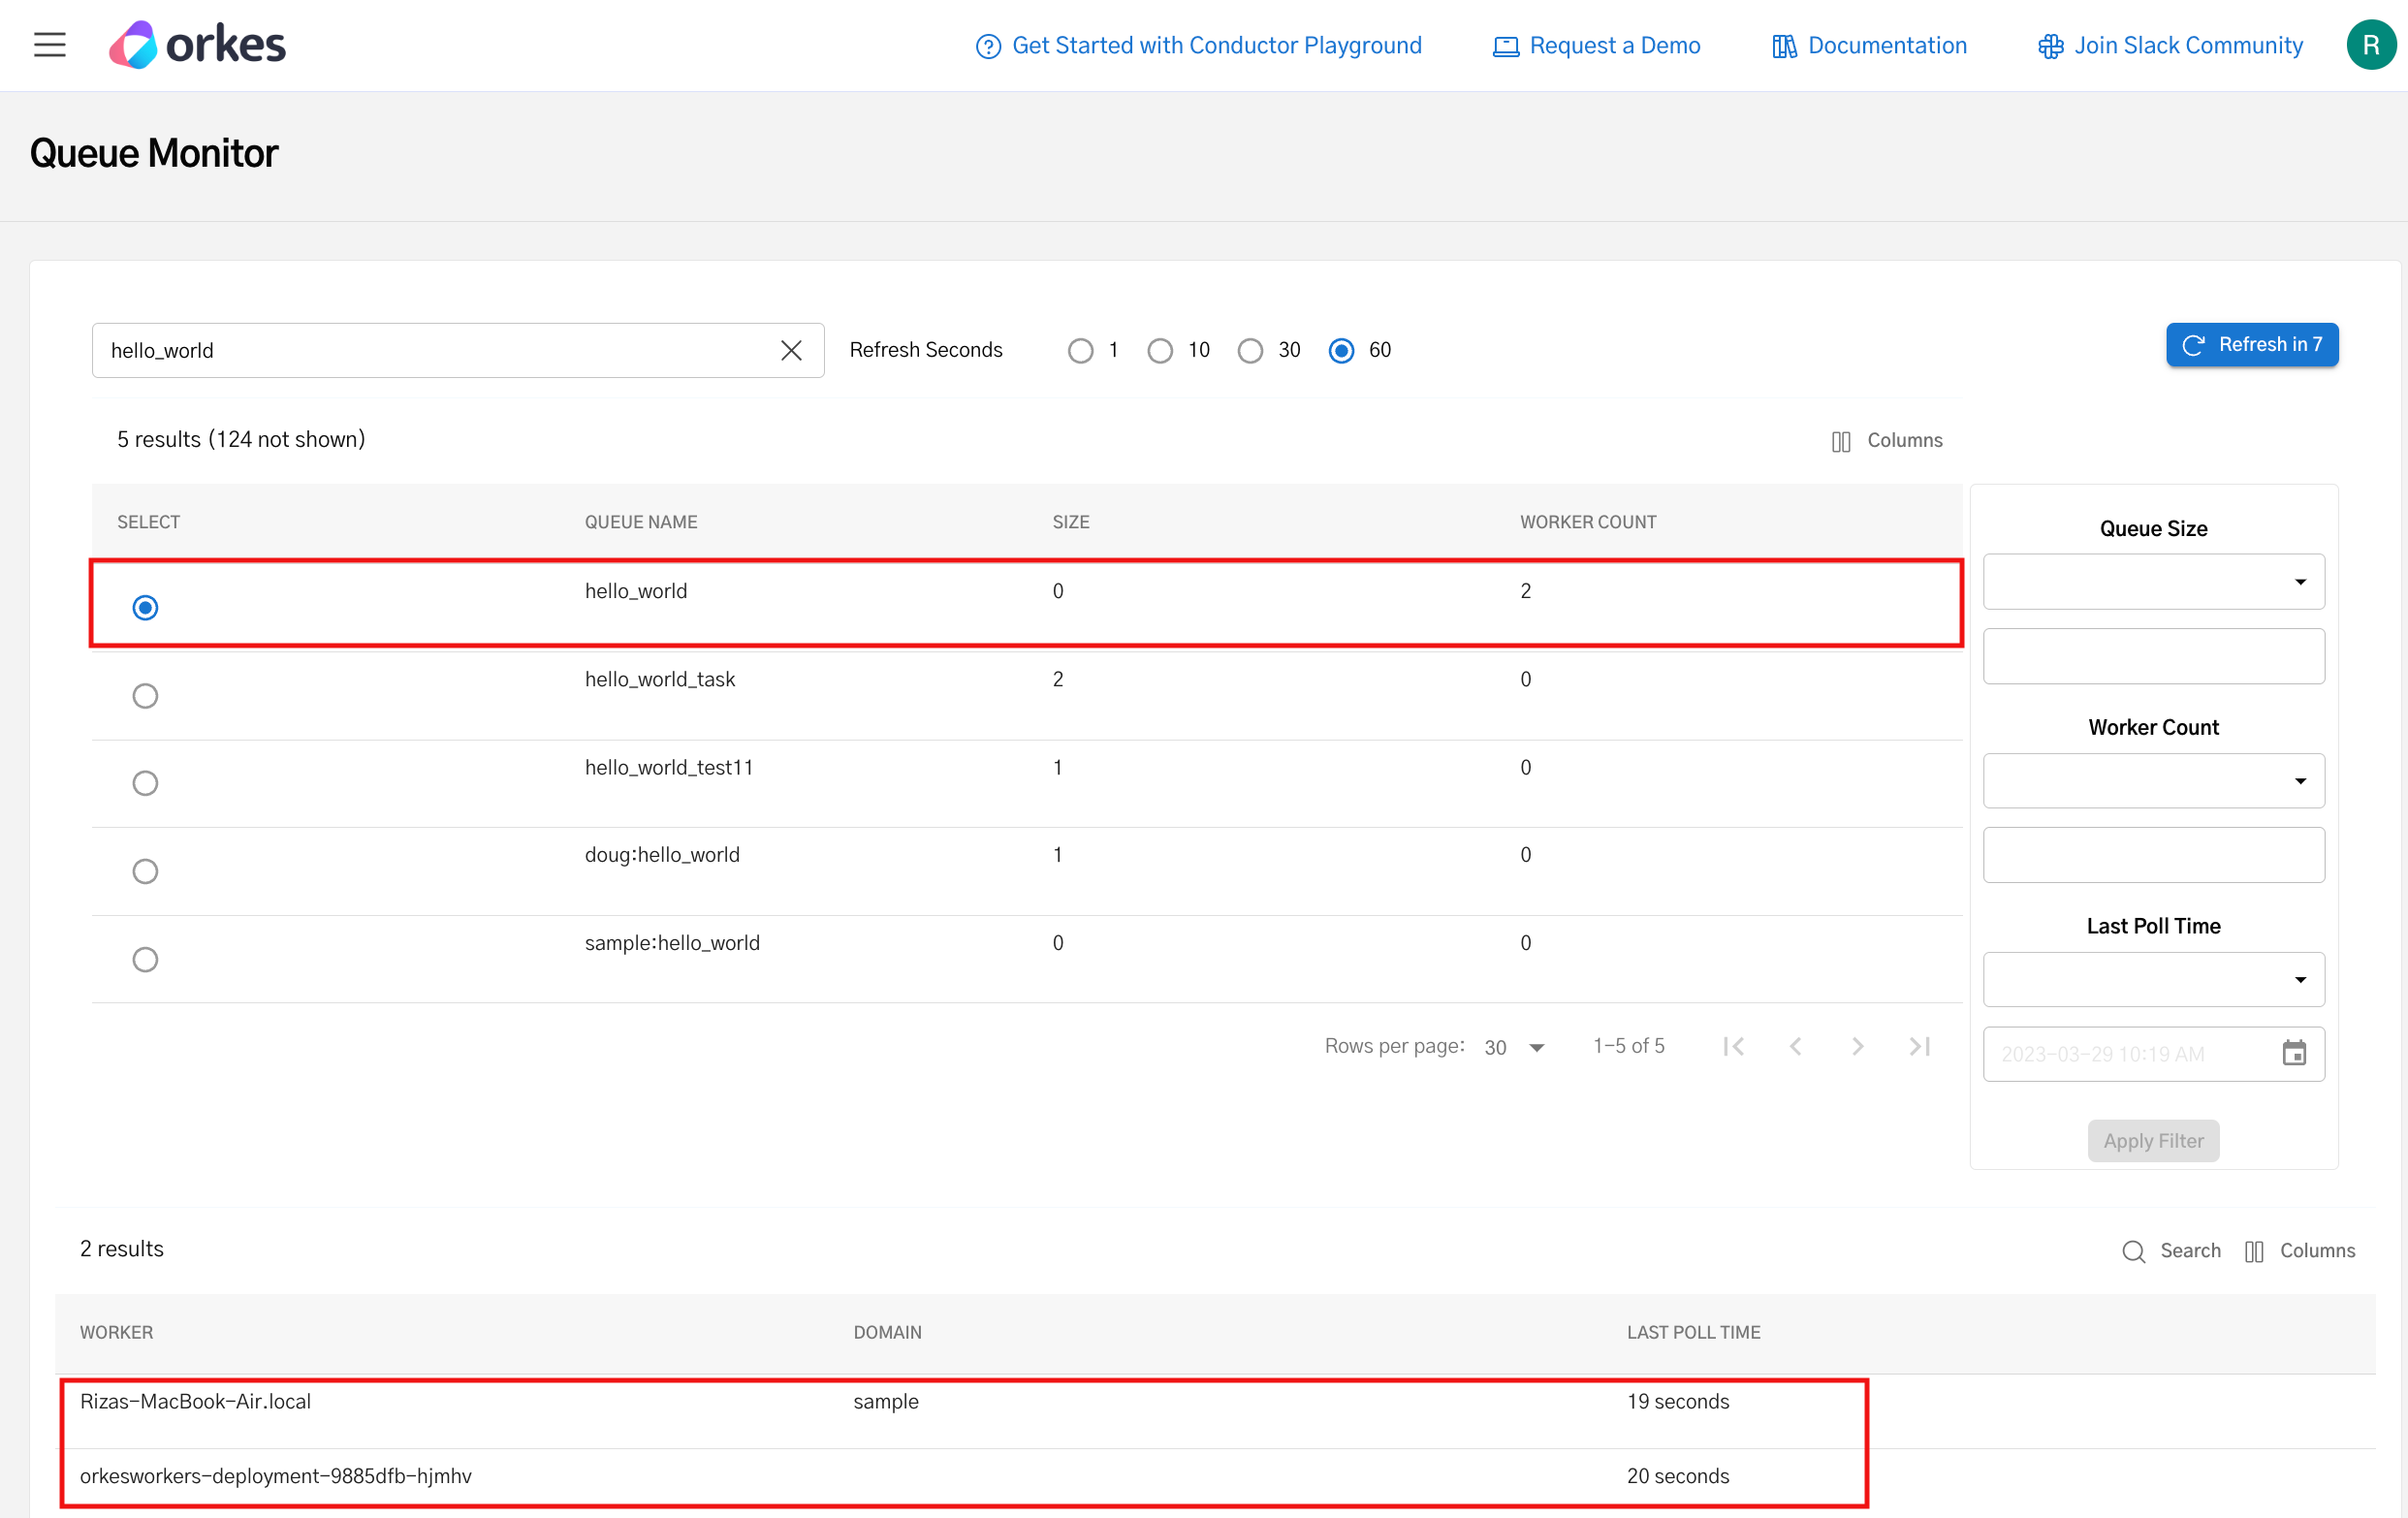 orkes
Get Started with Conductor Playground
Request a Demo
Documentation
Join Slack Community
R
Queue Monitor
hello_world
Refresh Seconds
1
10
30
60
Refresh in 7
5 results (124 not shown)
Columns
SELECT QUEUE NAME SIZE WORKER COUNT
hello_world 0 2
hello_world_task 2 0
hello_world_test11 1 0
doug:hello_world 1 0
sample:hello_world 0 0
Rows per page: 30 1-5 of 5
Queue Size
Worker Count
Last Poll Time
2023-03-29 10:19 AM
Apply Filter
2 results
Search
Columns
WORKER DOMAIN LAST POLL TIME
Rizas-MacBook-Air.local sample 19 seconds
orkesworkers-deployment-9885dfb-hjmhv 20 seconds